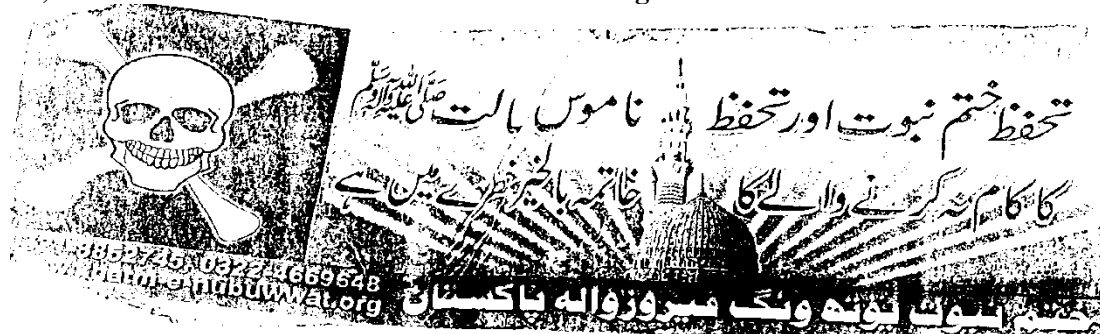 تحفظ ختم نبوت اور تحفظ ناموس رسالت صلی اللہ علیہ وآلہ وسلم
کا کام نہ کرنے والے کا خاتمہ بالخیر خطرے میں ہے
3852745, 0322-4669648
Khatm-e-Nubuwwat.org
ختم نبوت یوتھ ونگ فیروزوالہ پاکستان